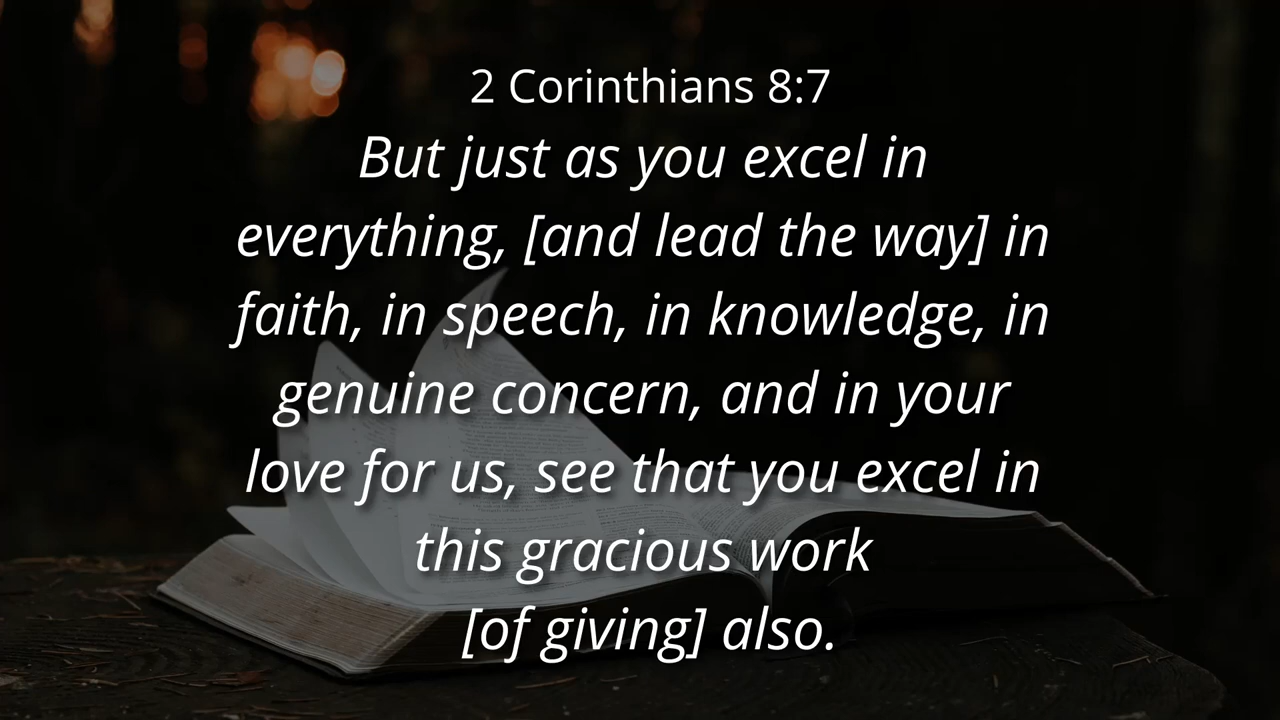 2 Corinthians 8:7
But just as you excel in
everything, [and lead the way] in
faith, in speech, in knowledge, in
genuine concern, and in your
love for us, see that you excel in
this gracious work
[of giving] also.